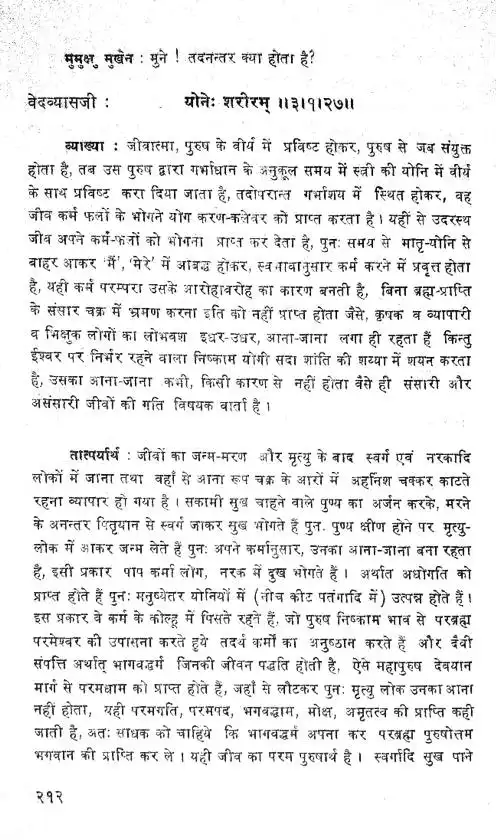 मुमुक्षु मुखेन : मुने ! तदनन्तर क्या होता है?
वेदव्यासजी : योनेः शरीरम् ।।३।१।२७।।
व्याख्या : जीवात्मा, पुरुष के वीर्य में प्रविष्ट होकर, पुरुष से जब संयुक्त
होता है, तब उस पुरुष द्वारा गर्भाधान के अनुकूल समय में स्त्री की योनि में वीर्य
के साथ प्रविष्ट करा दिया जाता है, तदोपरान्त गर्भाशय में स्थित होकर, वह
जीव कर्म फलों के भोगने योग करण-कलेवर को प्राप्त करता है। यहीं से उदरस्थ
जीव अपने कर्म-फलों को भोगना प्राप्त कर देता है, पुनः समय से मातृ-योनि से
बाहर आकर 'मैं', 'मेरे' में आबद्ध होकर, स्वभावानुसार कर्म करने में प्रवृत्त होता
है, यही कर्म परम्परा उसके आरोहावरोह का कारण बनती है, बिना ब्रह्म-प्राप्ति
के संसार चक्र में भ्रमण करना इति को नहीं प्राप्त होता जैसे, कृषक व व्यापारी
व भिक्षुक लोगों का लोभवश इधर-उधर, आना-जाना लगा ही रहता हैं किन्तु
ईश्वर पर निर्भर रहने वाला निष्काम योगी सदा शांति की शय्या में शयन करता
हैं, उसका आना-जाना कभी, किसी कारण से नहीं होता वैसे ही संसारी और
असंसारी जीवों की गति विषयक वार्ता है।
तात्पर्यार्थ : जीवों का जन्म-मरण और मृत्यु के बाद स्वर्ग एवं नरकादि
लोकों में जाना तथा वहाँ से आना रूप चक्र के आरों में अहर्निश चक्कर काटते
रहना व्यापार हो गया है। सकामी सुख चाहने वाले पुण्य का अर्जन करके, मरने
के अनन्तर पितृयान से स्वर्ग जाकर सुख भोगते हैं पुनः पुण्य क्षीण होने पर मृत्यु-
लोक में आकर जन्म लेते हैं पुनः अपने कर्मानुसार, उनका आना-जाना बना रहता
है, इसी प्रकार पाप कर्मा लोग, नरक में दुख भोगते हैं। अर्थात अधोगति को
प्राप्त होते हैं पुनः मनुष्येतर योनियों में (नीच कीट पतंगादि में) उत्पन्न होते हैं।
इस प्रकार वे कर्म के कोल्हू में पिसते रहते हैं, जो पुरुष निष्काम भाव से परब्रह्म
परमेश्वर की उपासना करते हुये तदर्थ कर्मों का अनुष्ठान करते हैं और दैवी
संपत्ति अर्थात् भागवद्धर्म जिनकी जीवन पद्धति होती है, ऐसे महापुरुष देवयान
मार्ग से परमधाम को प्राप्त होते हैं, जहाँ से लौटकर पुनः मृत्यु लोक उनका आना
नहीं होता, यही परमगति, परमपद, भगवद्धाम, मोक्ष, अमृतत्व की प्राप्ति कही
जाती है, अतः साधक को चाहिये कि भागवद्धर्म अपना कर परब्रह्म पुरुषोत्तम
भगवान की प्राप्ति कर ले। यही जीव का परम पुरुषार्थ है। स्वर्गादि सुख पाने
२१२